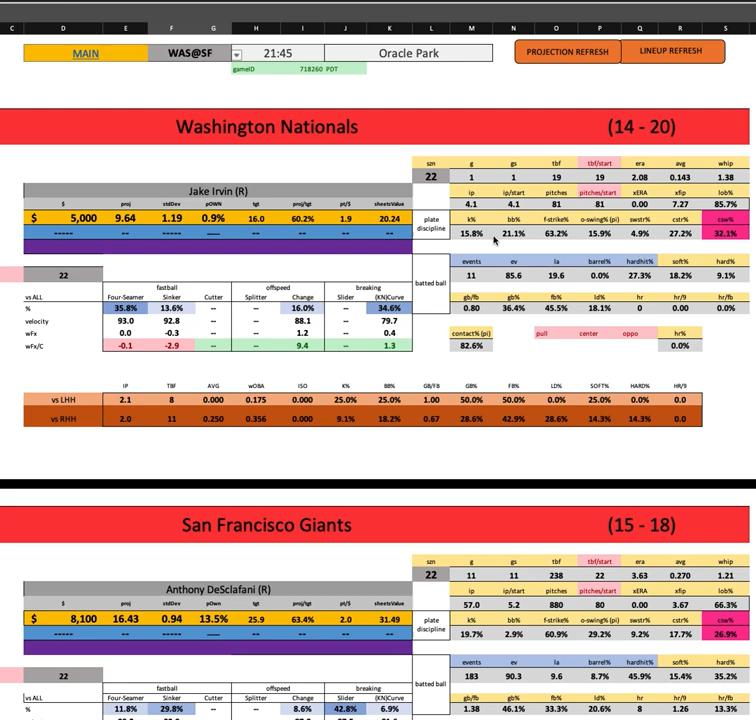 C D E F G H I J K L M N O P Q R S
MAIN WAS@SF 21:45 Oracle Park PROJECTION REFRESH LINEUP REFRESH
gameID 718260 PDT
Washington Nationals (14 - 20)
szn g gs tbf tbf/start era avg whip
22 1 1 19 19 2.08 0.143 1.38
Jake Irvin (R) ip ip/start pitches pitches/start xERA xfip lob%
$ proj stdDev pOWN tgt proj/tgt pt/$ sheetsValue 4.1 4.1 81 81 0.00 7.27 85.7%
$ 5,000 9.64 1.19 0.9% 16.0 60.2% 1.9 20.24 plate discipline k% bb% f-strike% o-swing% (pi) swstr% cstr% csw%
----- -- -- — -- -- -- -- 15.8% 21.1% 63.2% 15.9% 4.9% 27.2% 32.1%
batted ball events ev la barrel% hardhit% soft% hard%
22 11 85.6 19.6 0.0% 27.3% 18.2% 9.1%
fastball offspeed breaking
vs ALL Four-Seamer Sinker Cutter Splitter Change Slider (KN)Curve gb/fb gb% fb% ld% hr hr/9 hr/fb
% 35.8% 13.6% -- -- 16.0% -- 34.6% 0.80 36.4% 45.5% 18.1% 0 0.00 0.0%
velocity 93.0 92.8 -- -- 88.1 -- 79.7
wFx 0.0 -0.3 -- -- 1.2 -- 0.4 contact% (pi) pull center oppo hr%
wFx/C -0.1 -2.9 -- -- 9.4 -- 1.3 82.6% 0.0%
IP TBF AVG wOBA ISO K% BB% GB/FB GB% FB% LD% SOFT% HARD% HR/9
vs LHH 2.1 8 0.000 0.175 0.000 25.0% 25.0% 1.00 50.0% 50.0% 0.0% 25.0% 0.0% 0.0
vs RHH 2.0 11 0.250 0.356 0.000 9.1% 18.2% 0.67 28.6% 42.9% 28.6% 14.3% 14.3% 0.0
San Francisco Giants (15 - 18)
szn g gs tbf tbf/start era avg whip
22 11 11 238 22 3.63 0.270 1.21
Anthony DeSclafani (R) ip ip/start pitches pitches/start xERA xfip lob%
$ proj stdDev pOwn tgt proj/tgt pt/$ sheetsValue 57.0 5.2 880 80 0.00 3.67 66.3%
$ 8,100 16.43 0.94 13.5% 25.9 63.4% 2.0 31.49 plate discipline k% bb% f-strike% o-swing% (pi) swstr% cstr% csw%
----- -- -- — -- -- -- -- 19.7% 2.9% 60.9% 29.2% 9.2% 17.7% 26.9%
batted ball events ev la barrel% hardhit% soft% hard%
22 183 90.3 9.6 8.7% 45.9% 15.4% 35.2%
fastball offspeed breaking
vs ALL Four-Seamer Sinker Cutter Splitter Change Slider (KN)Curve gb/fb gb% fb% ld% hr hr/9 hr/fb
% 11.8% 29.8% -- -- 8.6% 42.8% 6.9% 1.38 46.1% 33.3% 20.6% 8 1.26 13.3%